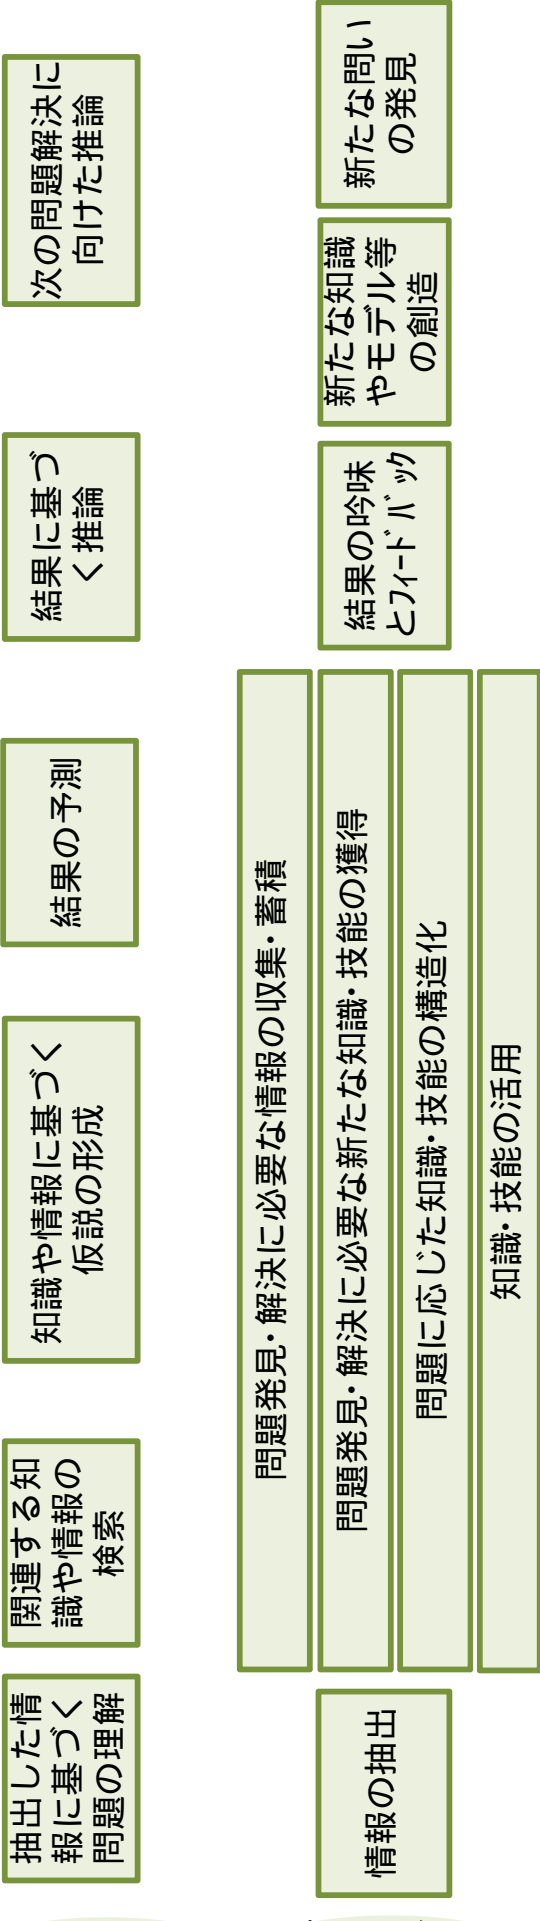 抽出した情
報に基づく
問題の理解
関連する知
識や情報の
検索
知識や情報に基づく
仮説の形成
結果の予測
結果に基づ
く推論
次の問題解決に
向けた推論
情報の抽出
問題発見・解決に必要な情報の収集・蓄積
問題発見・解決に必要な新たな知識・技能の獲得
問題に応じた知識・技能の構造化
知識・技能の活用
結果の吟味
とフィードバック
新たな知識
やモデル等
の創造
新たな問い
の発見